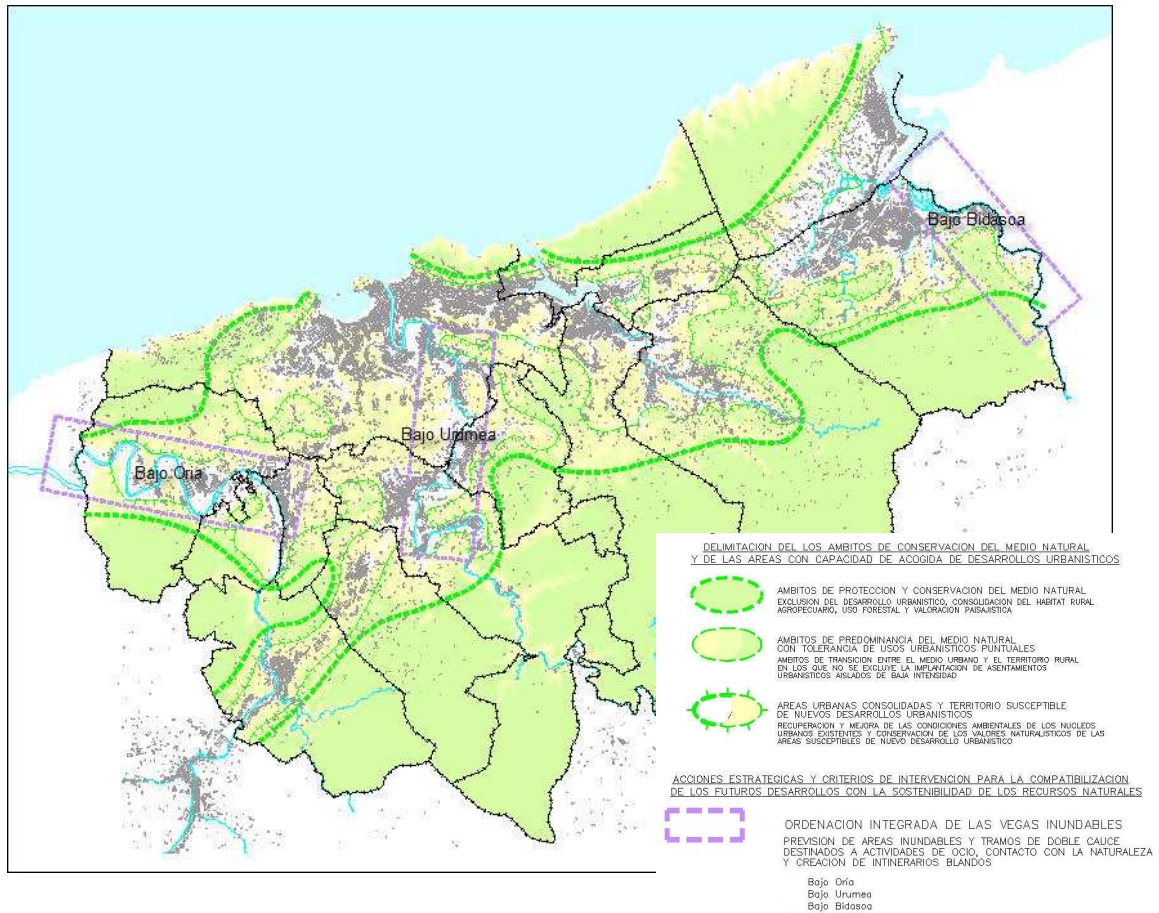 Bajo Bidasoa
Bajo Urumea
Bajo Oria
DELIMITACION DEL LOS AMBITOS DE CONSERVACION DEL MEDIO NATURAL
Y DE LAS AREAS CON CAPACIDAD DE ACOGIDA DE DESARROLLOS URBANISTICOS
AMBITOS DE PROTECCION Y CONSERVACION DEL MEDIO NATURAL
EXCLUSION DEL DESARROLLO URBANISTICO, CONSOLIDACION DEL HABITAT RURAL
AGROPECUARIO, USO FORESTAL Y VALORACION PAISAJISTICA
AMBITOS DE PREDOMINANCIA DEL MEDIO NATURAL
CON TOLERANCIA DE USOS URBANISTICOS PUNTUALES
AMBITOS DE TRANSICION ENTRE EL MEDIO URBANO Y EL TERRITORIO RURAL
EN LOS QUE NO SE EXCLUYE LA IMPLANTACION DE ASENTAMIENTOS
URBANISTICOS AISLADOS DE BAJA INTENSIDAD
AREAS URBANAS CONSOLIDADAS Y TERRITORIO SUSCEPTIBLE
DE NUEVOS DESARROLLOS URBANISTICOS
RECUPERACION Y MEJORA DE LAS CONDICIONES AMBIENTALES DE LOS NUCLEOS
URBANOS EXISTENTES Y CONSERVACION DE LOS VALORES NATURALISTICOS DE LAS
AREAS SUSCEPTIBLES DE NUEVO DESARROLLO URBANISTICO
ACCIONES ESTRATEGICAS Y CRITERIOS DE INTERVENCION PARA LA COMPATIBILIZACION
DE LOS FUTUROS DESARROLLOS CON LA SOSTENIBILIDAD DE LOS RECURSOS NATURALES
ORDENACION INTEGRADA DE LAS VEGAS INUNDABLES
PREVISION DE AREAS INUNDABLES Y TRAMOS DE DOBLE CAUCE
DESTINADOS A ACTIVIDADES DE OCIO, CONTACTO CON LA NATURALEZA
Y CREACION DE INTINERARIOS BLANDOS
Bajo Oría
Bajo Urumea
Bajo Bidasoa